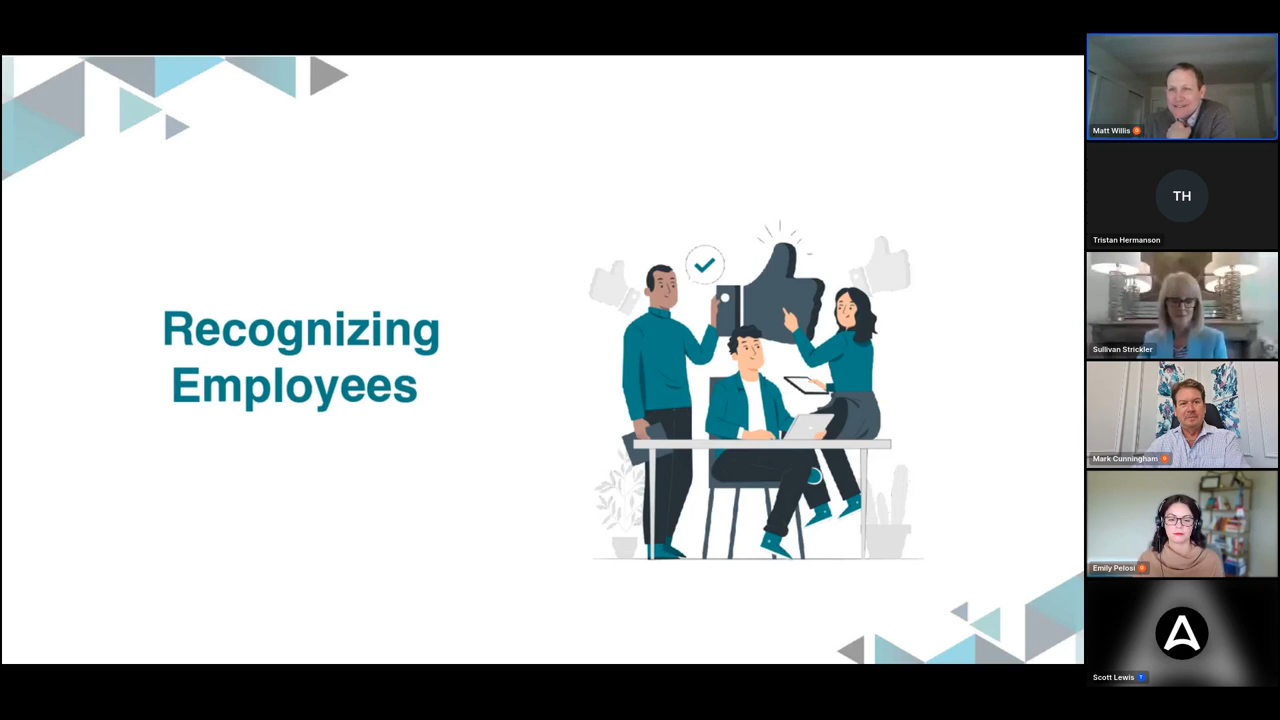 Recognizing
Employees
Matt Willis
TH
Tristan Hermanson
Sullivan Strickler
Mark Cunningham
Emily Pelosi
Scott Lewis